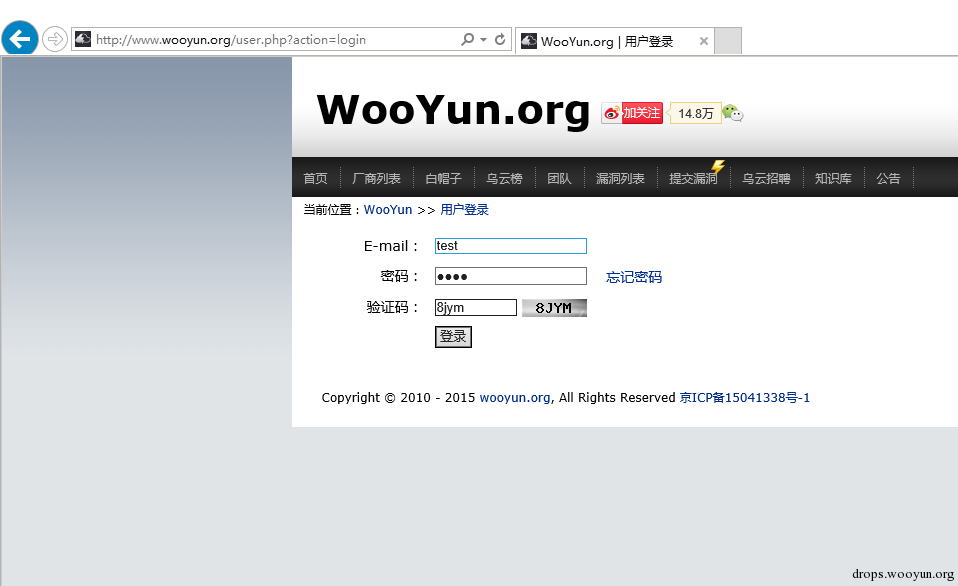 http://www.wooyun.org/user.php?action=login
WooYun.org | 用户登录
WooYun.org
加关注 14.8万
首页 厂商列表 白帽子 乌云榜 团队 漏洞列表 提交漏洞 乌云招聘 知识库 公告
当前位置：WooYun >> 用户登录
E-mail： test
密码： ●●●● 忘记密码
验证码： 8jym 8JYM
登录
Copyright © 2010 - 2015 wooyun.org, All Rights Reserved 京ICP备15041338号-1
drops.wooyun.org